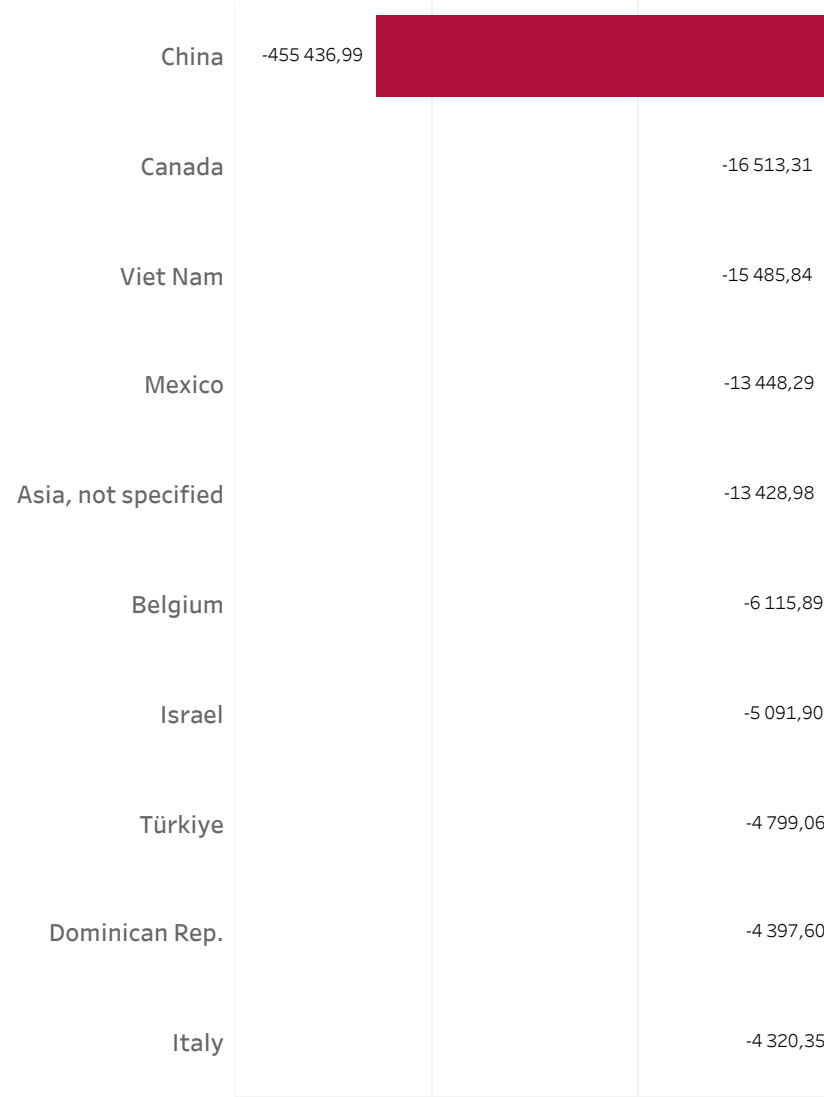 China -455 436,99
Canada -16 513,31
Viet Nam -15 485,84
Mexico -13 448,29
Asia, not specified -13 428,98
Belgium -6 115,89
Israel -5 091,90
Türkiye -4 799,06
Dominican Rep. -4 397,60
Italy -4 320,35